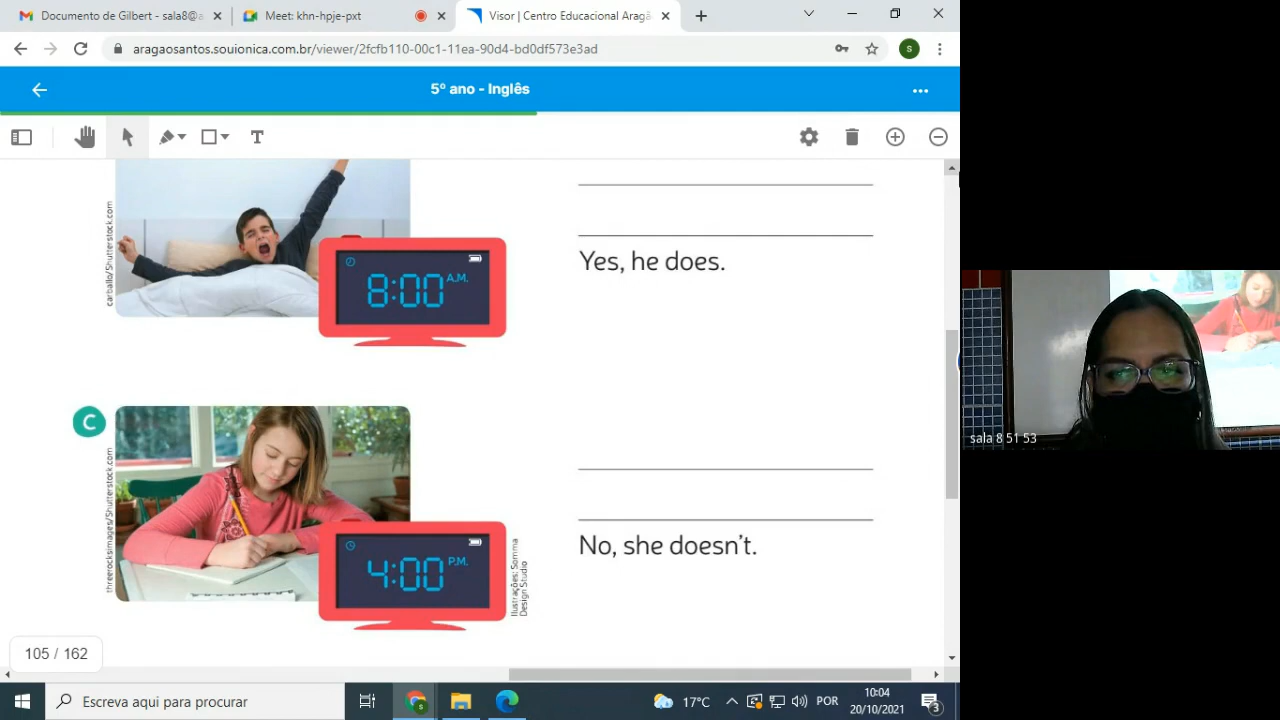 Documento de Gilbert - sala8@a
Meet: khn-hpje-pxt
Visor | Centro Educacional Aragã
aragaosantos.souionica.com.br/viewer/2fcfb110-00c1-11ea-90d4-bd0df573e3ad
S
5º ano - Inglês
T
carballo/Shutterstock.com
8:00 A.M.
Yes, he does.
C
threerocksimages/Shutterstock.com
4:00 P.M.
Ilustrações: Somma
Design Studio
No, she doesn't.
105 / 162
sala 8 51 53
Escreva aqui para procurar
17°C
POR
10:04
20/10/2021
3